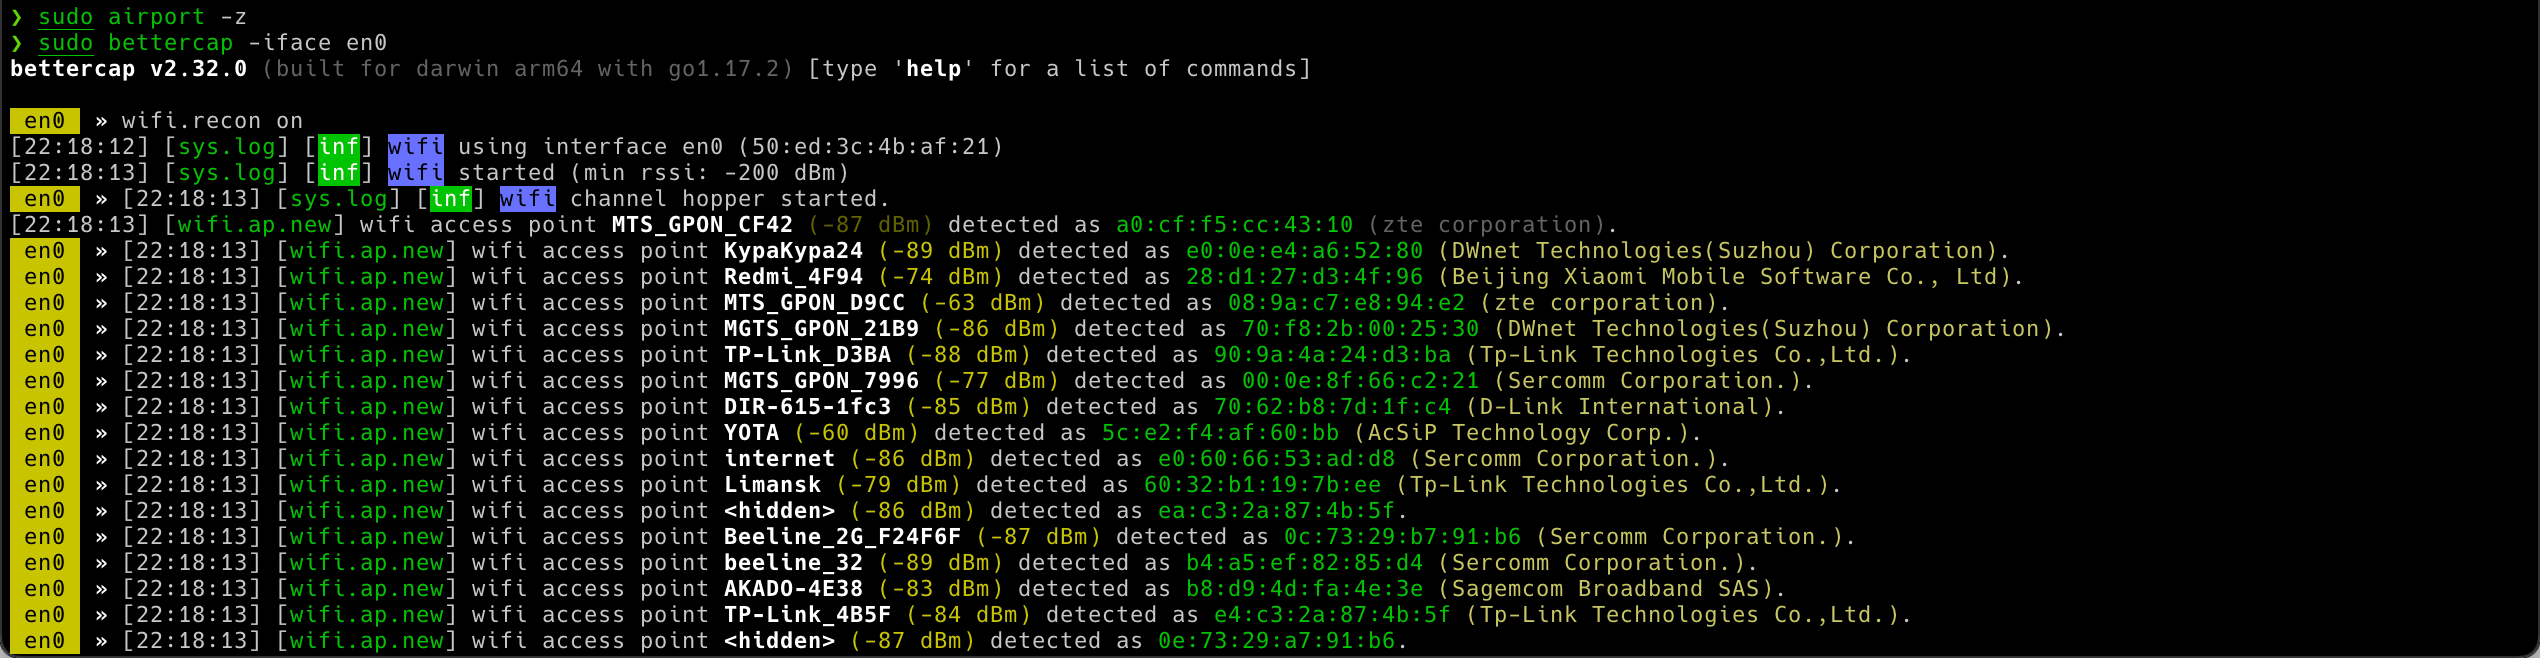 ❯ sudo airport -z
❯ sudo bettercap -iface en0
bettercap v2.32.0 (built for darwin arm64 with go1.17.2) [type 'help' for a list of commands]
en0 » wifi.recon on
[22:18:12] [sys.log] [inf] wifi using interface en0 (50:ed:3c:4b:af:21)
[22:18:13] [sys.log] [inf] wifi started (min rssi: -200 dBm)
en0 » [22:18:13] [sys.log] [inf] wifi channel hopper started.
[22:18:13] [wifi.ap.new] wifi access point MTS_GPON_CF42 (-87 dBm) detected as a0:cf:f5:cc:43:10 (zte corporation).
en0 » [22:18:13] [wifi.ap.new] wifi access point KypaKypa24 (-89 dBm) detected as e0:0e:e4:a6:52:80 (DWnet Technologies(Suzhou) Corporation).
en0 » [22:18:13] [wifi.ap.new] wifi access point Redmi_4F94 (-74 dBm) detected as 28:d1:27:d3:4f:96 (Beijing Xiaomi Mobile Software Co., Ltd).
en0 » [22:18:13] [wifi.ap.new] wifi access point MTS_GPON_D9CC (-63 dBm) detected as 08:9a:c7:e8:94:e2 (zte corporation).
en0 » [22:18:13] [wifi.ap.new] wifi access point MGTS_GPON_21B9 (-86 dBm) detected as 70:f8:2b:00:25:30 (DWnet Technologies(Suzhou) Corporation).
en0 » [22:18:13] [wifi.ap.new] wifi access point TP-Link_D3BA (-88 dBm) detected as 90:9a:4a:24:d3:ba (Tp-Link Technologies Co.,Ltd.).
en0 » [22:18:13] [wifi.ap.new] wifi access point MGTS_GPON_7996 (-77 dBm) detected as 00:0e:8f:66:c2:21 (Sercomm Corporation.).
en0 » [22:18:13] [wifi.ap.new] wifi access point DIR-615-1fc3 (-85 dBm) detected as 70:62:b8:7d:1f:c4 (D-Link International).
en0 » [22:18:13] [wifi.ap.new] wifi access point YOTA (-60 dBm) detected as 5c:e2:f4:af:60:bb (AcSiP Technology Corp.).
en0 » [22:18:13] [wifi.ap.new] wifi access point internet (-86 dBm) detected as e0:60:66:53:ad:d8 (Sercomm Corporation.).
en0 » [22:18:13] [wifi.ap.new] wifi access point Limansk (-79 dBm) detected as 60:32:b1:19:7b:ee (Tp-Link Technologies Co.,Ltd.).
en0 » [22:18:13] [wifi.ap.new] wifi access point <hidden> (-86 dBm) detected as ea:c3:2a:87:4b:5f.
en0 » [22:18:13] [wifi.ap.new] wifi access point Beeline_2G_F24F6F (-87 dBm) detected as 0c:73:29:b7:91:b6 (Sercomm Corporation.).
en0 » [22:18:13] [wifi.ap.new] wifi access point beeline_32 (-89 dBm) detected as b4:a5:ef:82:85:d4 (Sercomm Corporation.).
en0 » [22:18:13] [wifi.ap.new] wifi access point AKADO-4E38 (-83 dBm) detected as b8:d9:4d:fa:4e:3e (Sagemcom Broadband SAS).
en0 » [22:18:13] [wifi.ap.new] wifi access point TP-Link_4B5F (-84 dBm) detected as e4:c3:2a:87:4b:5f (Tp-Link Technologies Co.,Ltd.).
en0 » [22:18:13] [wifi.ap.new] wifi access point <hidden> (-87 dBm) detected as 0e:73:29:a7:91:b6.